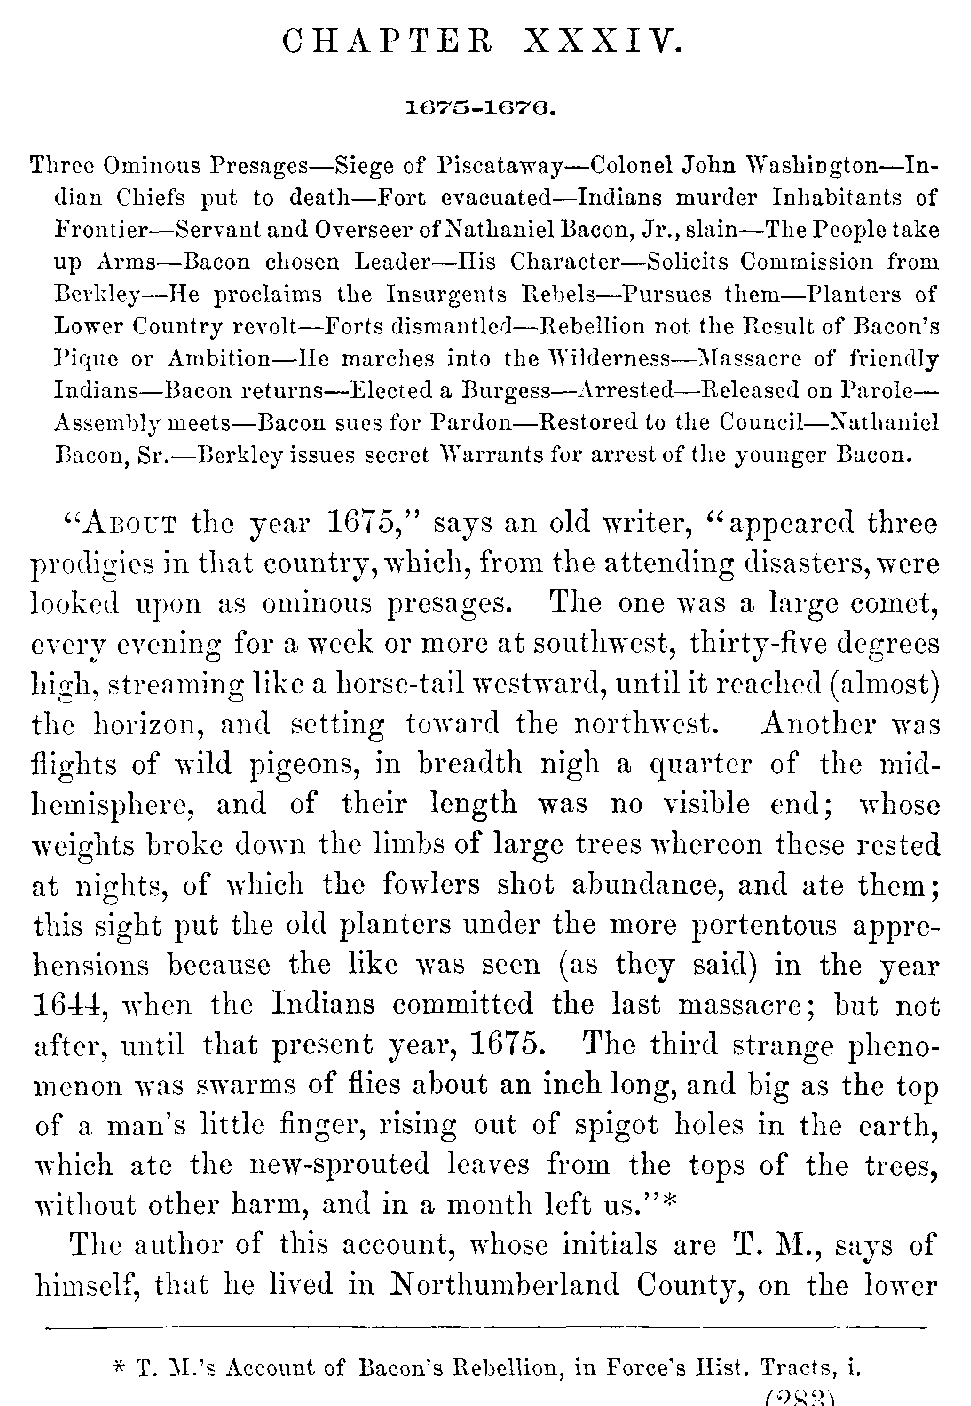 CHAPTER XXXIV.
1675-1676.
Three Ominous Presages—Siege of Piscataway—Colonel John Washington—In-
dian Chiefs put to death—Fort evacuated—Indians murder Inhabitants of
Frontier—Servant and Overseer of Nathaniel Bacon, Jr., slain—The People take
up Arms—Bacon chosen Leader—His Character—Solicits Commission from
Berkley—He proclaims the Insurgents Rebels—Pursues them—Planters of
Lower Country revolt—Forts dismantled—Rebellion not the Result of Bacon's
Pique or Ambition—He marches into the Wilderness—Massacre of friendly
Indians—Bacon returns—Elected a Burgess—Arrested—Released on Parole—
Assembly meets—Bacon sues for Pardon—Restored to the Council—Nathaniel
Bacon, Sr.—Berkley issues secret Warrants for arrest of the younger Bacon.
"ABOUT the year 1675," says an old writer, "appeared three
prodigies in that country, which, from the attending disasters, were
looked upon as ominous presages. The one was a large comet,
every evening for a week or more at southwest, thirty-five degrees
high, streaming like a horse-tail westward, until it reached (almost)
the horizon, and setting toward the northwest. Another was
flights of wild pigeons, in breadth nigh a quarter of the mid-
hemisphere, and of their length was no visible end; whose
weights broke down the limbs of large trees whereon these rested
at nights, of which the fowlers shot abundance, and ate them;
this sight put the old planters under the more portentous appre-
hensions because the like was seen (as they said) in the year
1644, when the Indians committed the last massacre; but not
after, until that present year, 1675. The third strange pheno-
menon was swarms of flies about an inch long, and big as the top
of a man's little finger, rising out of spigot holes in the earth,
which ate the new-sprouted leaves from the tops of the trees,
without other harm, and in a month left us."*
The author of this account, whose initials are T. M., says of
himself, that he lived in Northumberland County, on the lower
* T. M.'s Account of Bacon's Rebellion, in Force's Hist. Tracts, i.
(283)